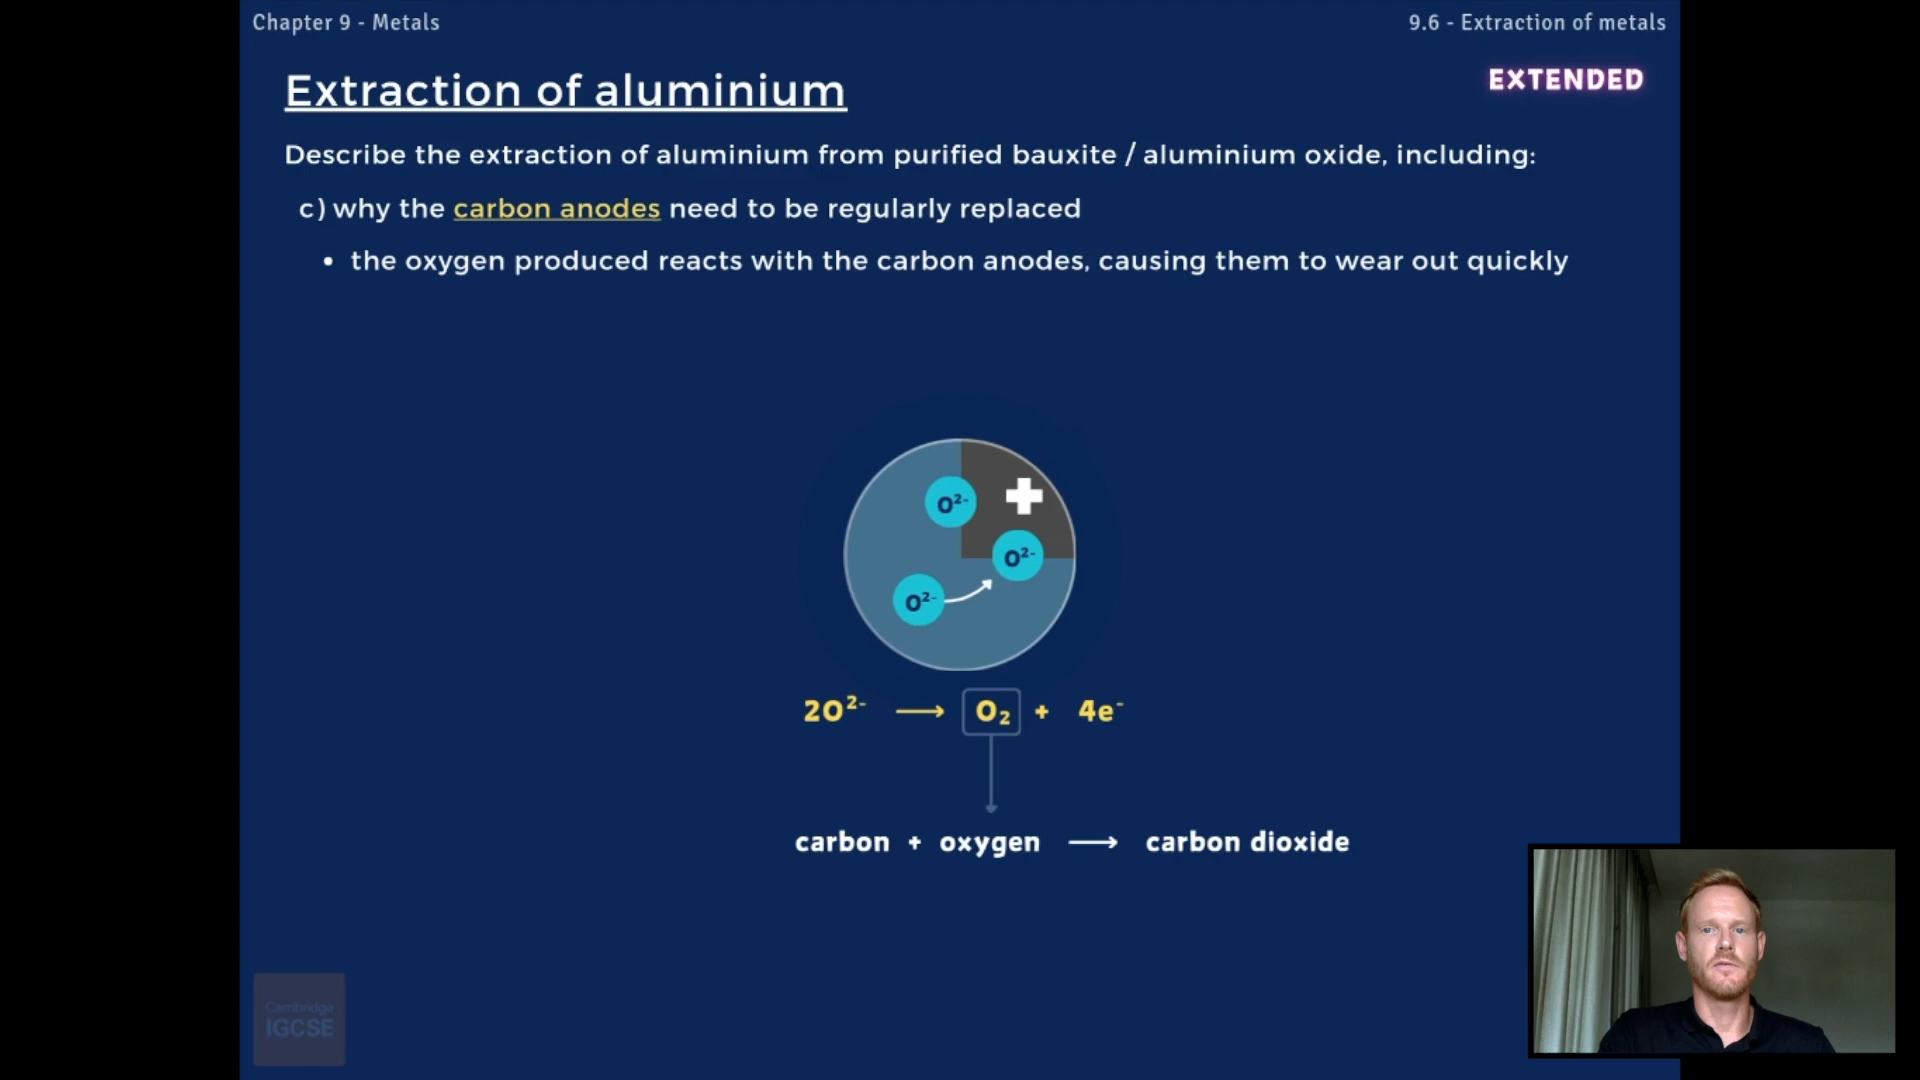 Chapter 9 - Metals
9.6 - Extraction of metals
EXTENDED
Extraction of aluminium
Describe the extraction of aluminium from purified bauxite / aluminium oxide, including:
c) why the carbon anodes need to be regularly replaced
• the oxygen produced reacts with the carbon anodes, causing them to wear out quickly
O²⁻
O²⁻
O²⁻
2O²⁻ ⟶ O₂ + 4e⁻
carbon + oxygen ⟶ carbon dioxide
Cambridge
IGCSE